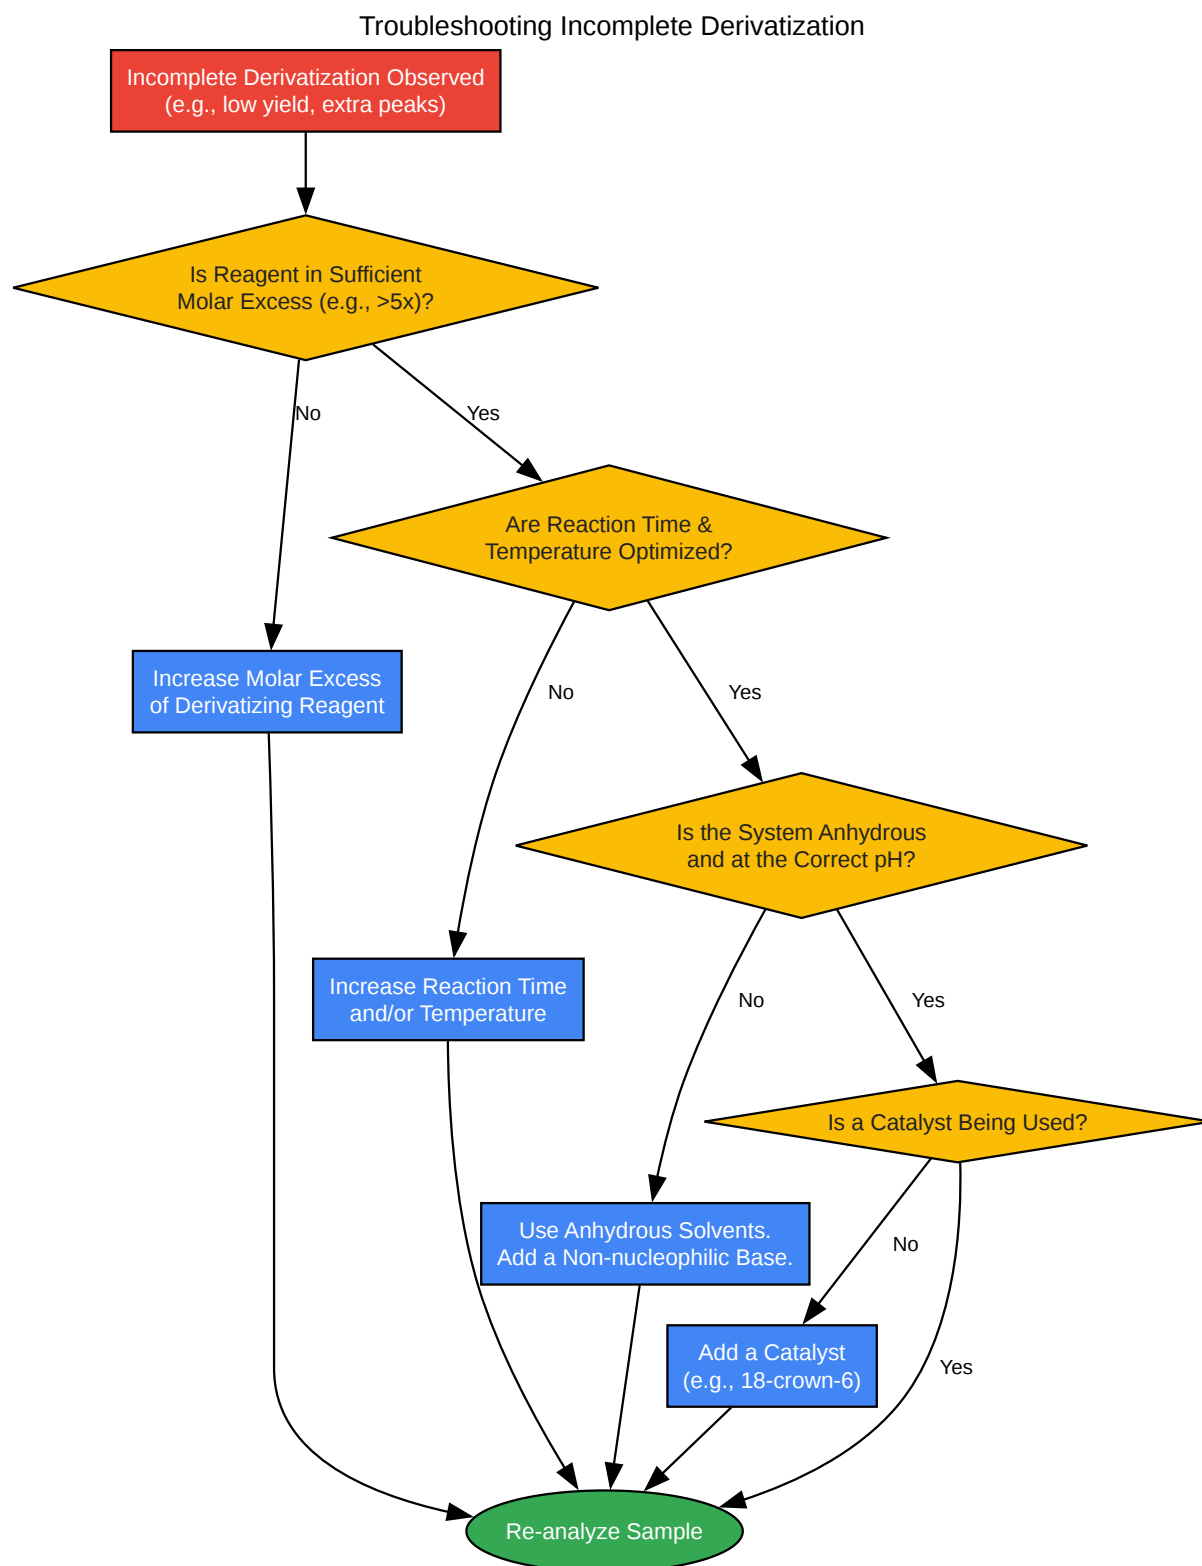 Troubleshooting Incomplete Derivatization
Incomplete Derivatization Observed
(e.g., low yield, extra peaks)
Is Reagent in Sufficient
Molar Excess (e.g., >5x)?
No
Yes
Are Reaction Time &
Temperature Optimized?
Increase Molar Excess
of Derivatizing Reagent
No
Yes
Is the System Anhydrous
and at the Correct pH?
Increase Reaction Time
and/or Temperature
No
Yes
Is a Catalyst Being Used?
Use Anhydrous Solvents.
Add a Non-nucleophilic Base.
No
Add a Catalyst
(e.g., 18-crown-6)
Yes
Re-analyze Sample